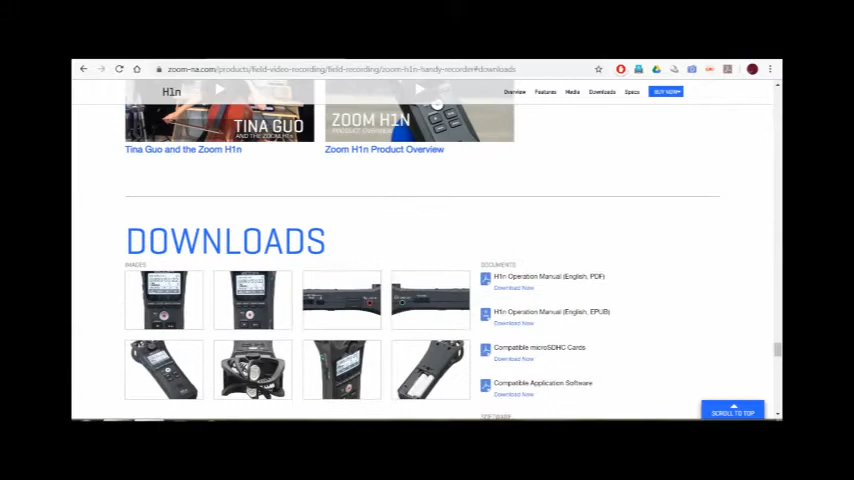 zoom-na.com/products/field-video-recording/field-recording/zoom-h1n-handy-recorder#downloads
H1n
Overview Features Media Downloads Specs BUY NOW
TINA GUO
AND THE ZOOM H1n
ZOOM H1N
PRODUCT OVERVIEW
Tina Guo and the Zoom H1n
Zoom H1n Product Overview
DOWNLOADS
IMAGES
DOCUMENTS
H1n Operation Manual (English, PDF)
Download Now
H1n Operation Manual (English, EPUB)
Download Now
Compatible microSDHC Cards
Download Now
Compatible Application Software
Download Now
SOFTWARE
SCROLL TO TOP